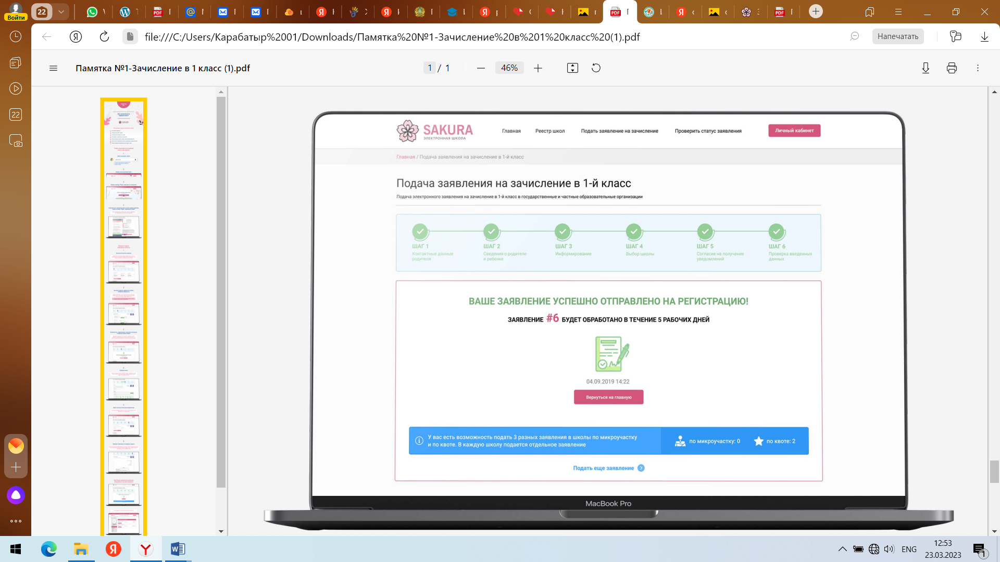 Войти
22
file:///C:/Users/Карабатыр%2001/Downloads/Памятка%20№1-Зачисление%20в%201%20класс%20(1).pdf
Напечатать
Памятка №1-Зачисление в 1 класс (1).pdf
1 / 1
46%
22
SAKURA
ЭЛЕКТРОННАЯ ШКОЛА
Главная
Реестр школ
Подать заявление на зачисление
Проверить статус заявления
Личный кабинет
Главная / Подача заявления на зачисление в 1-й класс
Подача заявления на зачисление в 1-й класс
Подача электронного заявления на зачисление в 1-й класс в государственные и частные образовательные организации
ШАГ 1
Контактные данные
родителя
ШАГ 2
Сведения о родителе
и ребенке
ШАГ 3
Информирование
ШАГ 4
Выбор школы
ШАГ 5
Согласие на получение
уведомлений
ШАГ 6
Проверка введенных
данных
ВАШЕ ЗАЯВЛЕНИЕ УСПЕШНО ОТПРАВЛЕНО НА РЕГИСТРАЦИЮ!
ЗАЯВЛЕНИЕ #6 БУДЕТ ОБРАБОТАНО В ТЕЧЕНИЕ 5 РАБОЧИХ ДНЕЙ
04.09.2019 14:22
Вернуться на главную
У вас есть возможность подать 3 разных заявления в школы по микроучастку
и по квоте. В каждую школу подается отдельное заявление
по микроучастку: 0
по квоте: 2
Подать еще заявление
MacBook Pro
ENG
12:53
23.03.2023
1